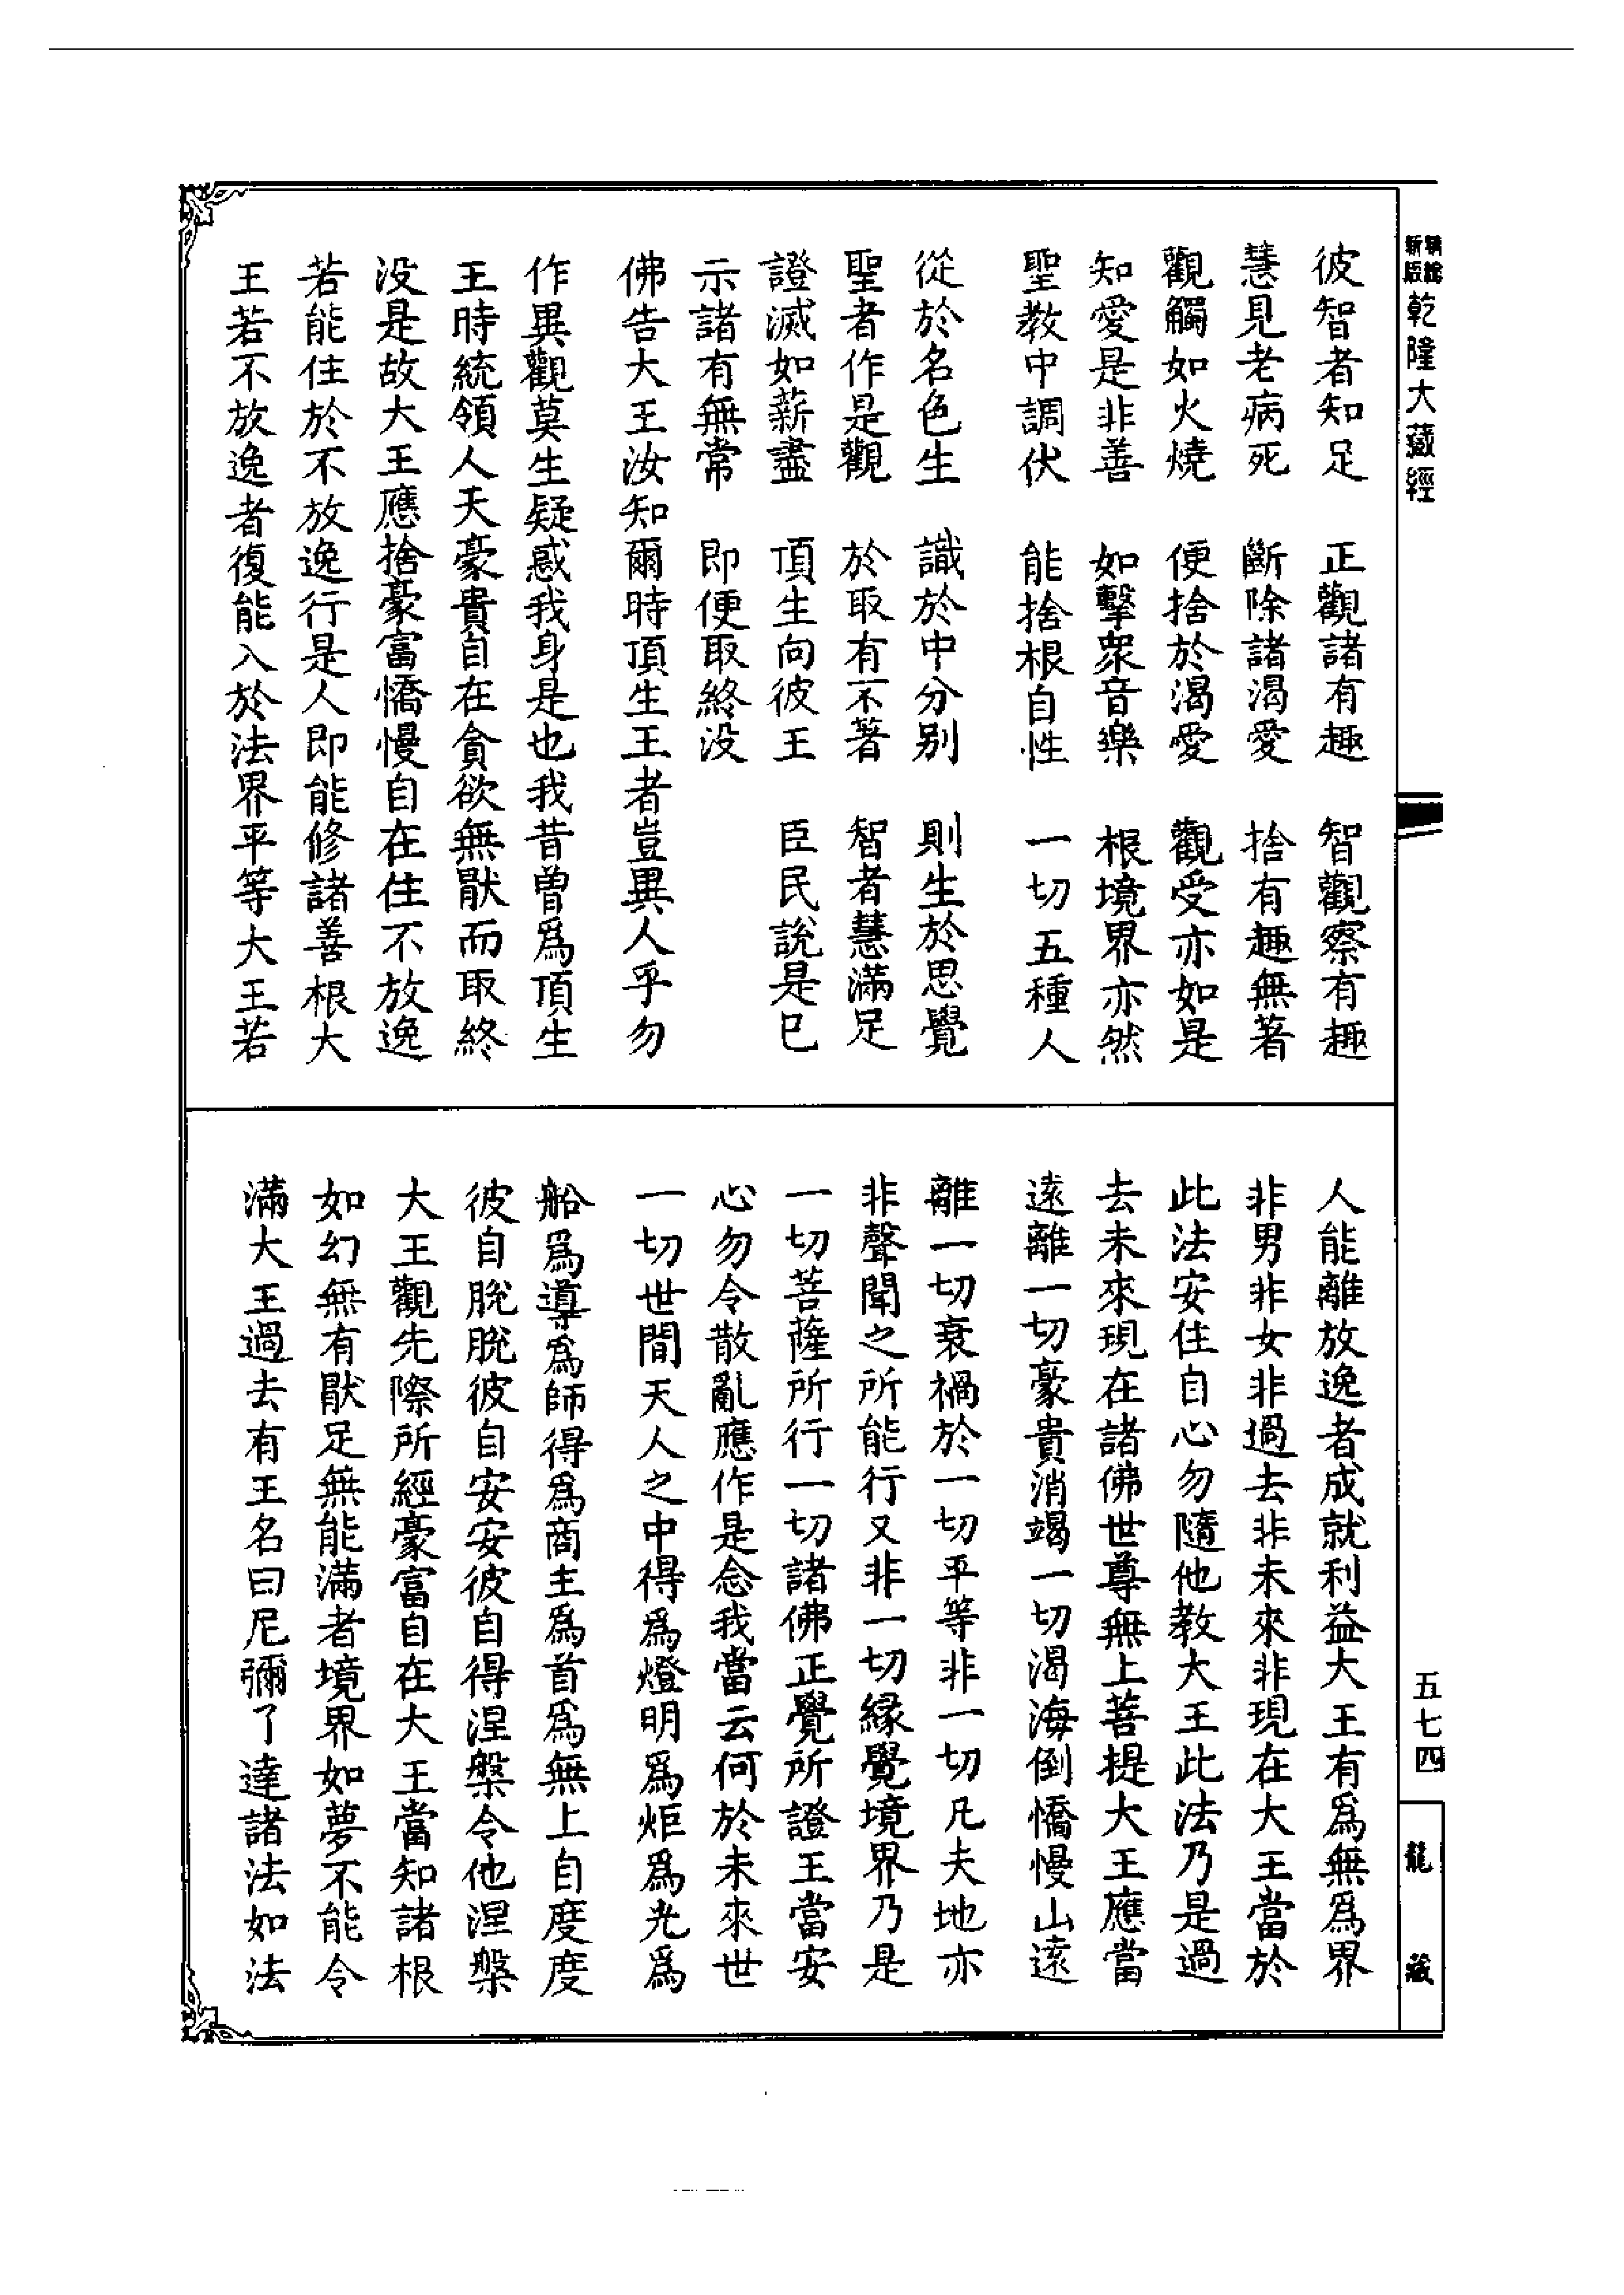 新版
精縮
乾隆大藏經
彼智者知足　正觀諸有趣　智觀察有趣
慧見老病死　斷除諸渴愛　捨有趣無著
觀觸如火燒　便捨於渴愛　觀受亦如是
知愛是非善　如擊衆音樂　根境界亦然
聖教中調伏　能捨根自性　一切五種人
從於名色生　識於中分別　則生於思覺
聖者作是觀　於取有不著　智者慧滿足
證滅如薪盡　頂生向彼王　臣民說是已
示諸有無常　即便取終没
佛告大王汝知爾時頂生王者豈異人乎勿
作異觀莫生疑惑我身是也我昔曾爲頂生
王時統領人天豪貴自在貪欲無猒而取終
没是故大王應捨豪富憍慢自在住不放逸
若能住於不放逸行是人即能修諸善根大
王若不放逸者復能入於法界平等大王若
人能離放逸者成就利益大王有爲無爲界
非男非女非過去非未來非現在大王當於
此法安住自心勿隨他教大王此法乃是過
去未來現在諸佛世尊無上菩提大王應當
遠離一切豪貴消竭一切渴海倒憍慢山遠
離一切衰禍於一切平等非一切凡夫地亦
非聲聞之所能行又非一切緣覺境界乃是
一切菩薩所行一切諸佛正覺所證王當安
心勿令散亂應作是念我當云何於未來世
一切世間天人之中得爲燈明爲炬爲光爲
船爲導爲師得爲商主爲首爲無上自度度
彼自脫脫彼自安安彼自得涅槃令他涅槃
大王觀先際所經豪富自在大王當知諸根
如幻無有猒足無能滿者境界如夢不能令
滿大王過去有王名曰尼彌了達諸法如法
五七四
龍藏